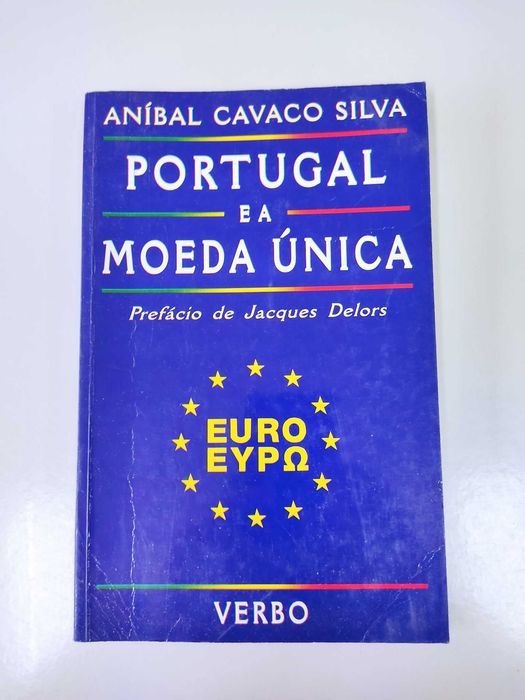 ANÍBAL CAVACO SILVA
PORTUGAL
E A
MOEDA ÚNICA
Prefácio de Jacques Delors
EURO
ΕΥΡΩ
VERBO